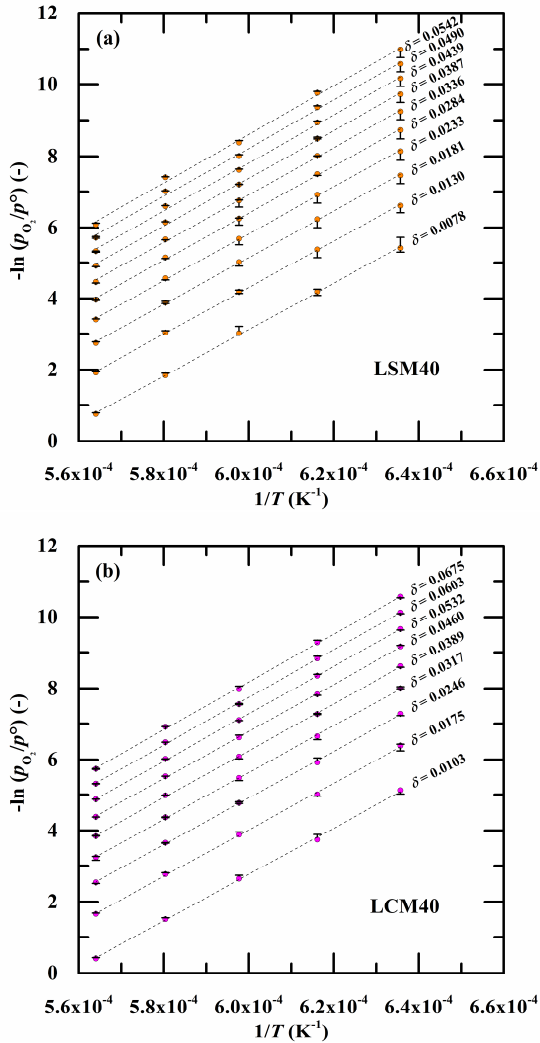 (a)
12
10
8
6
4
2
0
-ln (p_O₂/p°) (-)
δ = 0.0542
δ = 0.0490
δ = 0.0439
δ = 0.0387
δ = 0.0336
δ = 0.0284
δ = 0.0233
δ = 0.0181
δ = 0.0130
δ = 0.0078
LSM40
5.6x10⁻⁴ 5.8x10⁻⁴ 6.0x10⁻⁴ 6.2x10⁻⁴ 6.4x10⁻⁴ 6.6x10⁻⁴
1/T (K⁻¹)
(b)
12
10
8
6
4
2
0
-ln (p_O₂/p°) (-)
δ = 0.0675
δ = 0.0603
δ = 0.0532
δ = 0.0460
δ = 0.0389
δ = 0.0317
δ = 0.0246
δ = 0.0175
δ = 0.0103
LCM40
5.6x10⁻⁴ 5.8x10⁻⁴ 6.0x10⁻⁴ 6.2x10⁻⁴ 6.4x10⁻⁴ 6.6x10⁻⁴
1/T (K⁻¹)